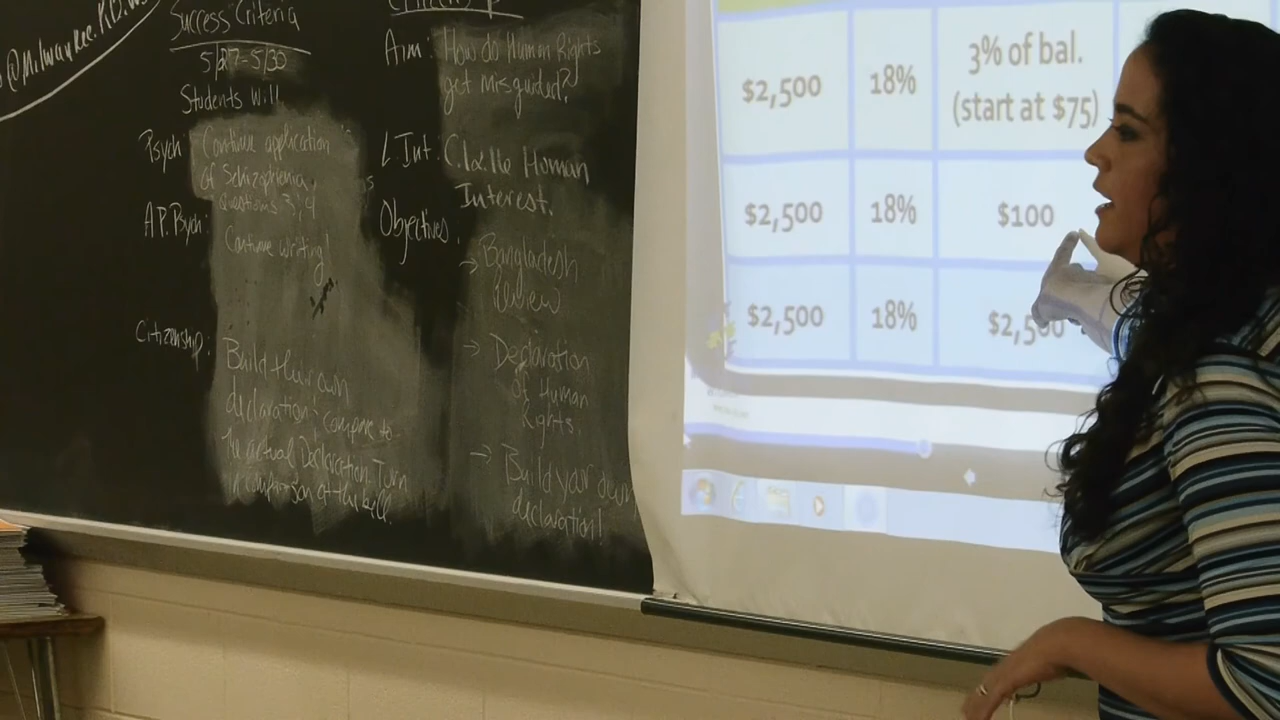 @Milwaukee.K12.W
Success Criteria
5/27-5/30
Students Will
Psych: Continue application
of Schizophrenia,
Questions 3, 4
AP. Psych: Continue writing!
Citizenship: Build their own
declaration & compare to
the actual Declaration. Turn
in comparison at the bell.
Citizenship
Aim: How do Human Rights
get misguided?
L. Int. Human
Interest.
Objectives.
→ Bangladesh
Review
→ Declaration
of Human
Rights.
→ Build your own
declaration!
$2,500 18% 3% of bal.
(start at $75)
$2,500 18% $100
$2,500 18% $2,500